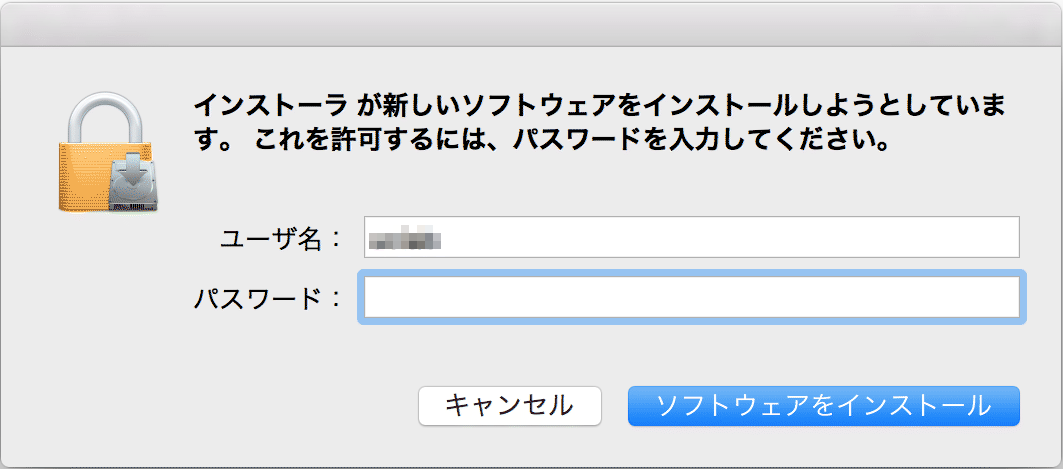 インストーラ が新しいソフトウェアをインストールしようとしていま
す。 これを許可するには、パスワードを入力してください。
ユーザ名：
パスワード：
キャンセル
ソフトウェアをインストール